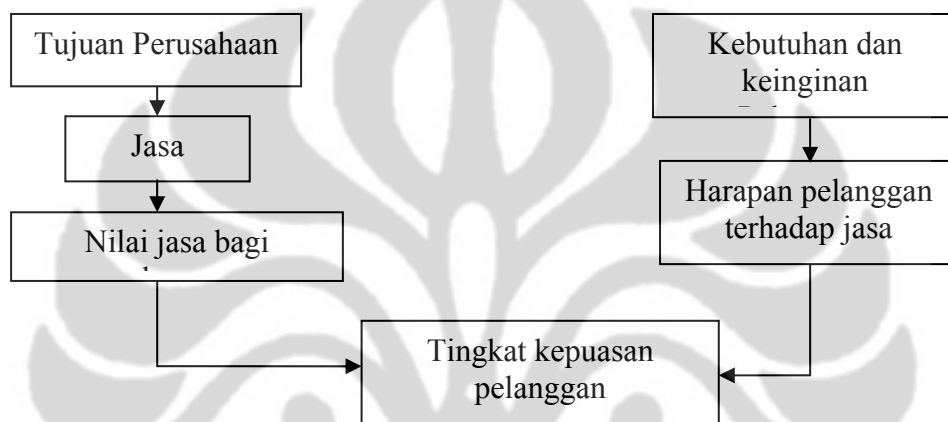 Tujuan Perusahaan
Jasa
Nilai jasa bagi
Kebutuhan dan
keinginan
Harapan pelanggan
terhadap jasa
Tingkat kepuasan
pelanggan